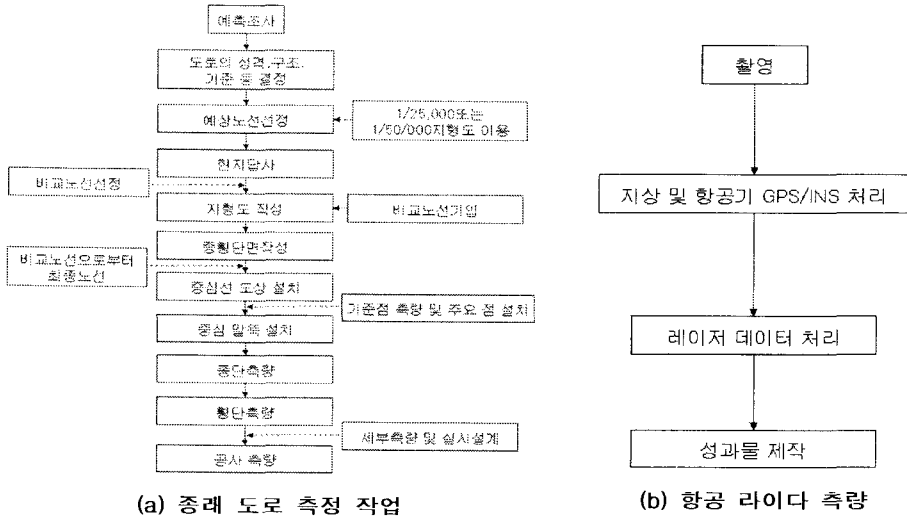 예측조사
도로의 성격.구조.
기준 등 결정
예상노선선정
1/25,000또는
1/50/000지형도 이용
현지답사
비교노선선정
지형도 작성
비교노선기입
종횡단면작성
비교노선으로부터
최종노선
중심선 도상 설치
기준점 측량 및 주요 점 설치
중심 말뚝 설치
종단측량
횡단측량
세부측량 및 실시설계
공사 측량
(a) 종래 도로 측정 작업
촬영
지상 및 항공기 GPS/INS 처리
레이저 데이터 처리
성과물 제작
(b) 항공 라이다 측량